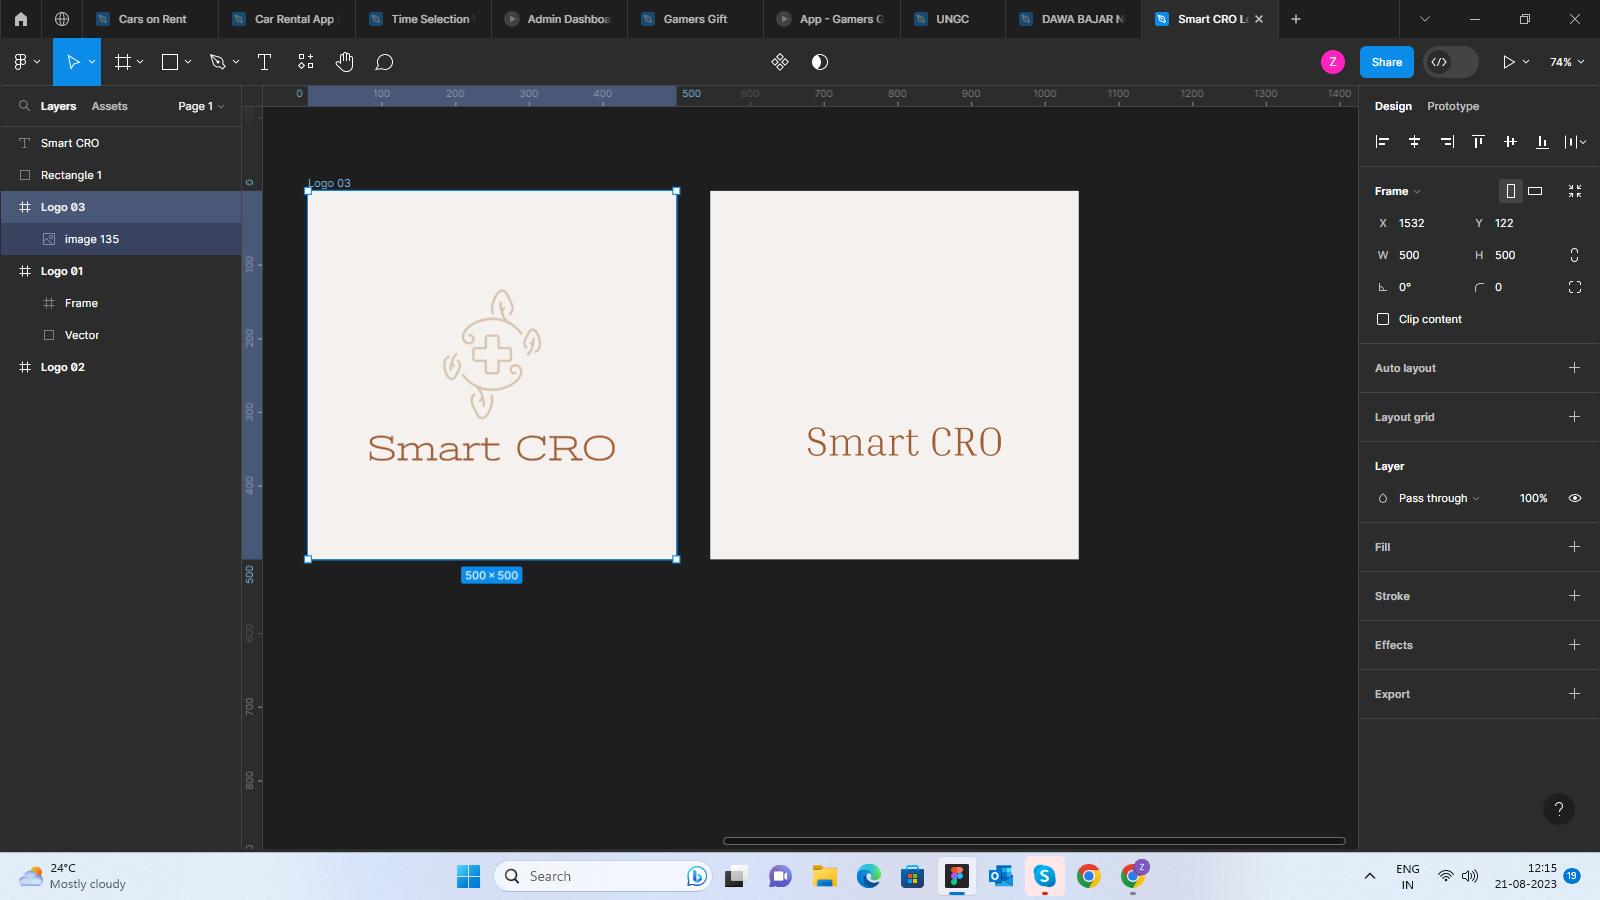 Cars on Rent
Car Rental App
Time Selection
Admin Dashboa
Gamers Gift
App - Gamers G
UNGC
DAWA BAJAR N
Smart CRO L
Z
Share
74%
Layers
Assets
Page 1
Design
Prototype
0 100 200 300 400 500 600 700 800 900 1000 1100 1200 1300 1400
Smart CRO
Rectangle 1
Logo 03
image 135
Logo 01
Frame
Vector
Logo 02
-100
0
100
200
300
400
500
600
700
800
Logo 03
Smart CRO
500 × 500
Smart CRO
Frame
X 1532 Y 122
W 500 H 500
0° 0
Clip content
Auto layout
Layout grid
Layer
Pass through 100%
Fill
Stroke
Effects
Export
?
24°C
Mostly cloudy
Search
Z
ENG
IN
12:15
21-08-2023
19